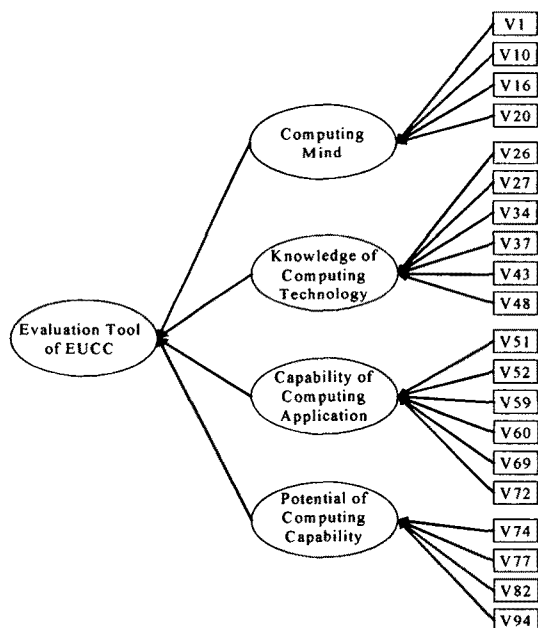 V1
V10
V16
V20
Computing
Mind
V26
V27
V34
V37
V43
V48
Knowledge of
Computing
Technology
Evaluation Tool
of EUCC
V51
V52
V59
V60
V69
V72
Capability of
Computing
Application
Potential of
Computing
Capability
V74
V77
V82
V94